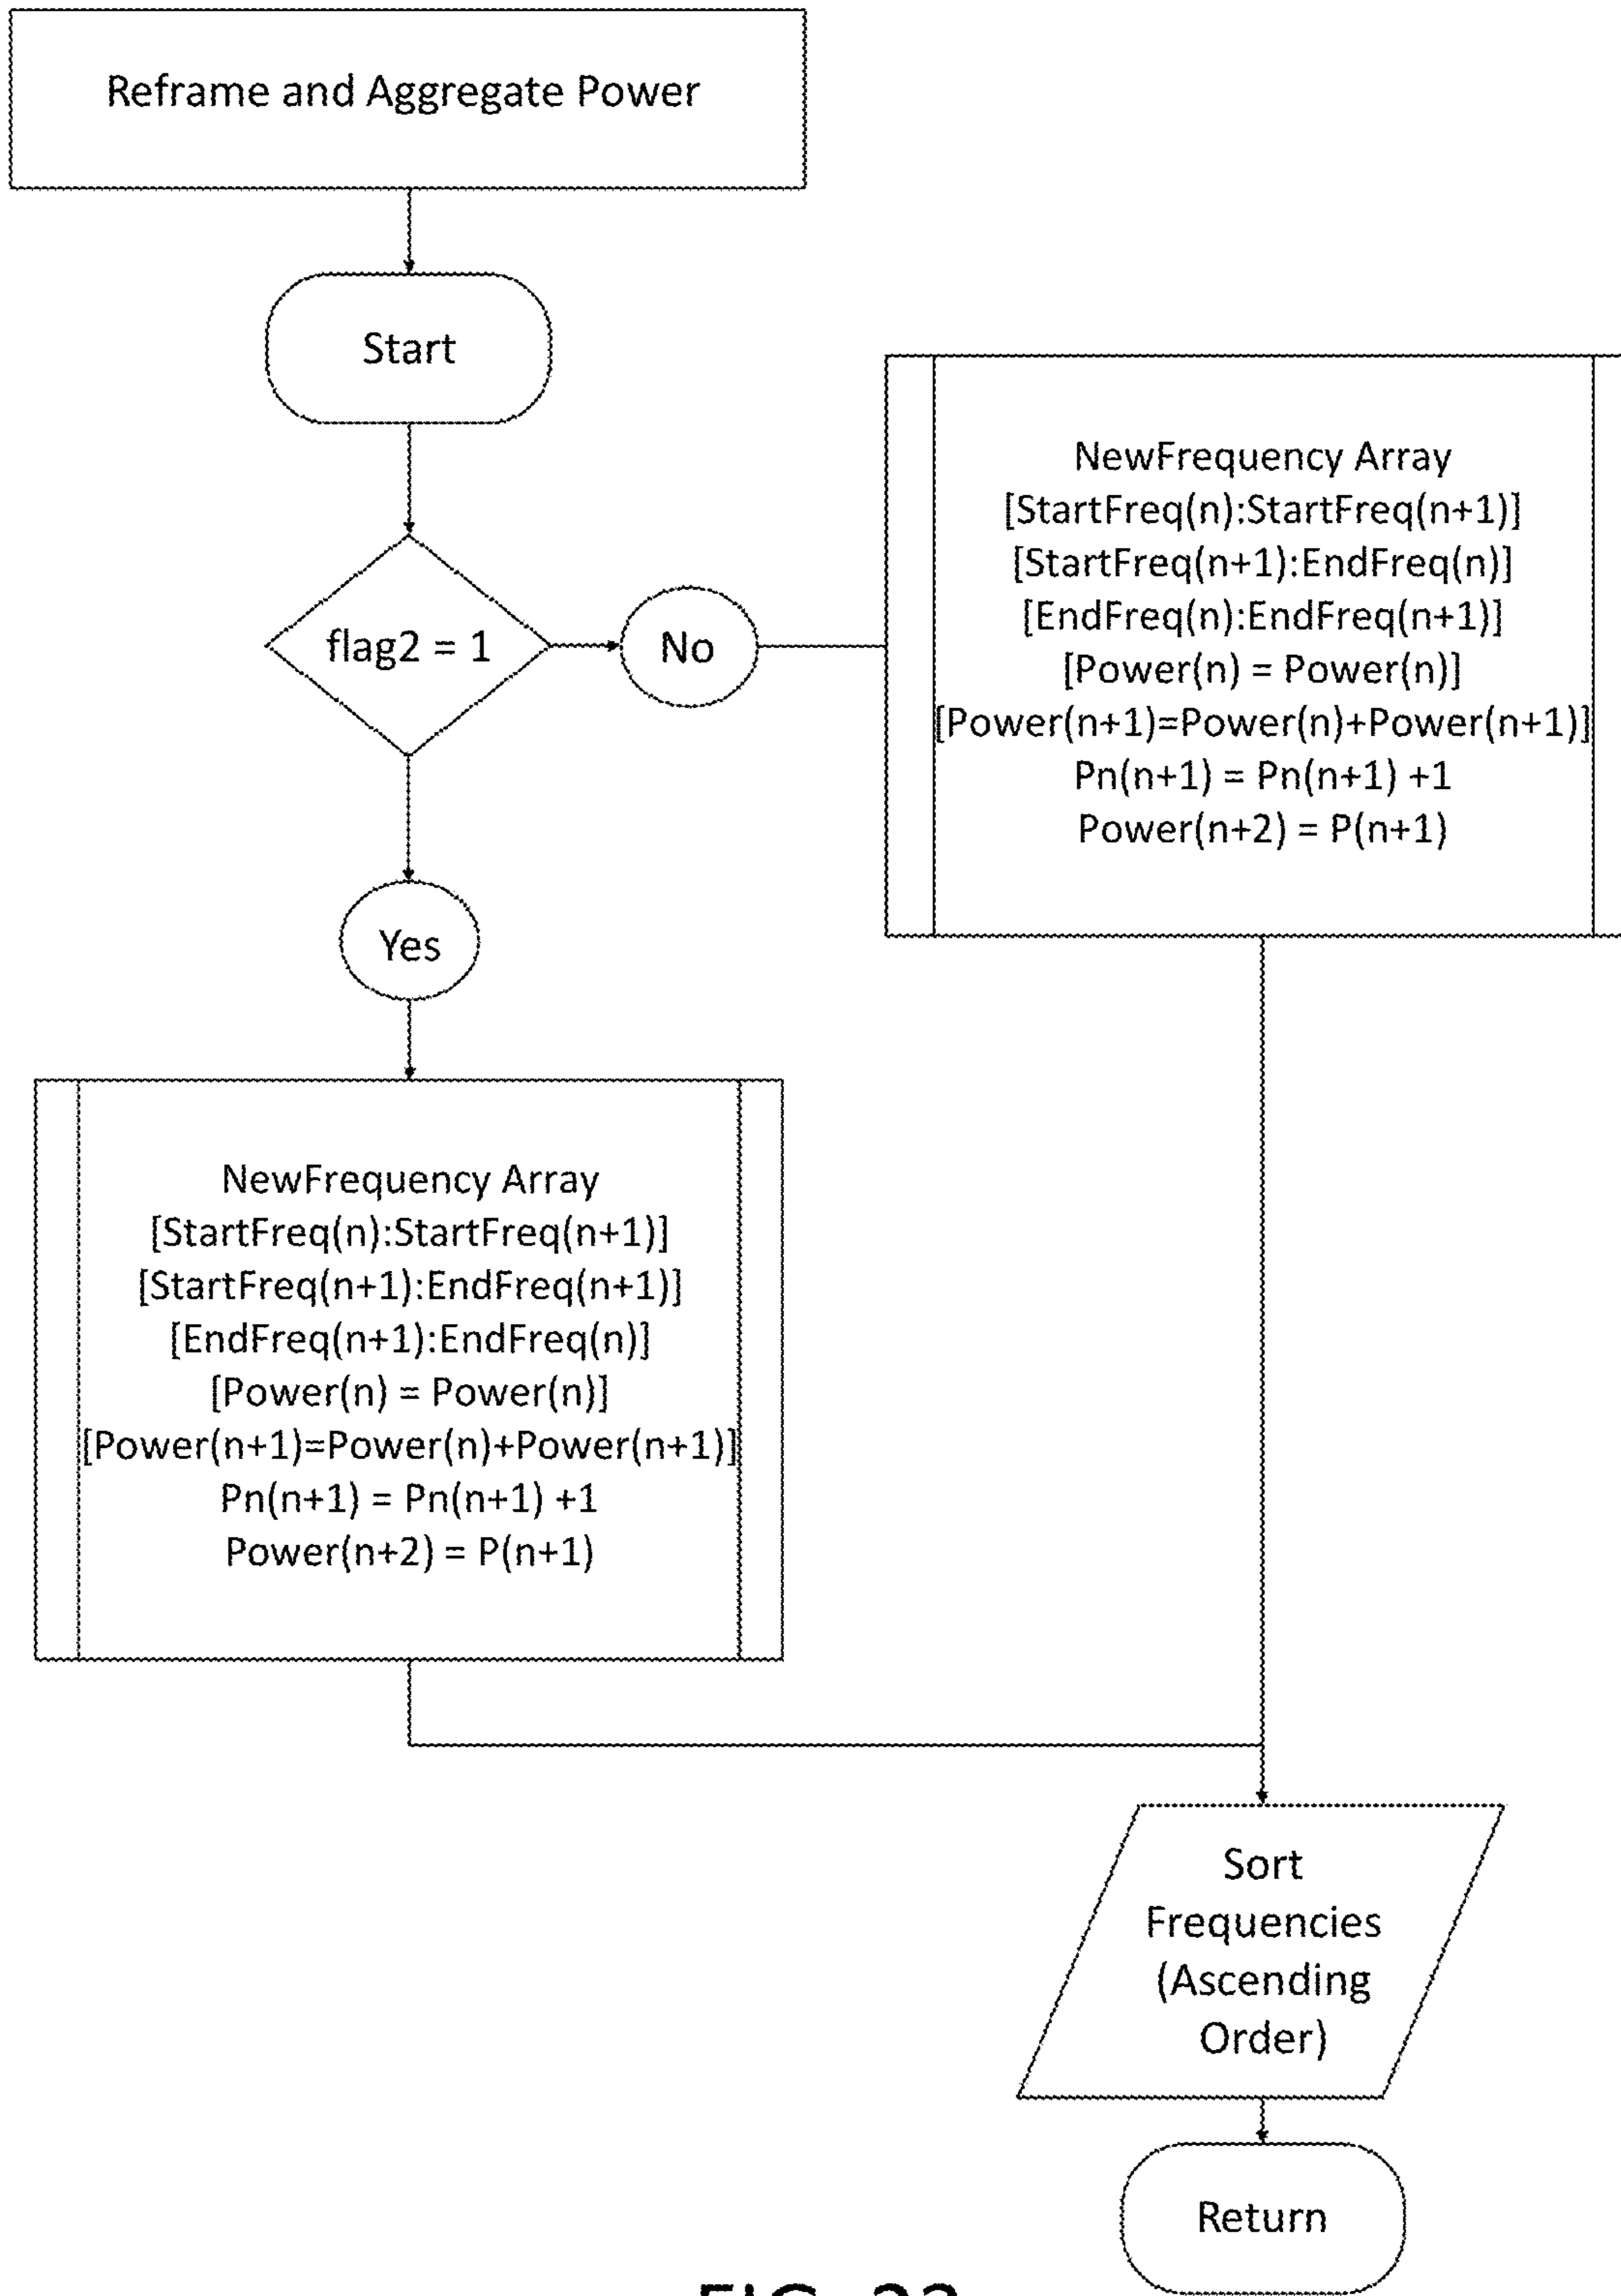 Reframe and Aggregate Power
Start
flag2 = 1
No
NewFrequency Array
[StartFreq(n):StartFreq(n+1)]
[StartFreq(n+1):EndFreq(n)]
[EndFreq(n):EndFreq(n+1)]
[Power(n) = Power(n)]
[Power(n+1)=Power(n)+Power(n+1)]
Pn(n+1) = Pn(n+1) +1
Power(n+2) = P(n+1)
Yes
NewFrequency Array
[StartFreq(n):StartFreq(n+1)]
[StartFreq(n+1):EndFreq(n+1)]
[EndFreq(n+1):EndFreq(n)]
[Power(n) = Power(n)]
[Power(n+1)=Power(n)+Power(n+1)]
Pn(n+1) = Pn(n+1) +1
Power(n+2) = P(n+1)
Sort
Frequencies
(Ascending
Order)
Return